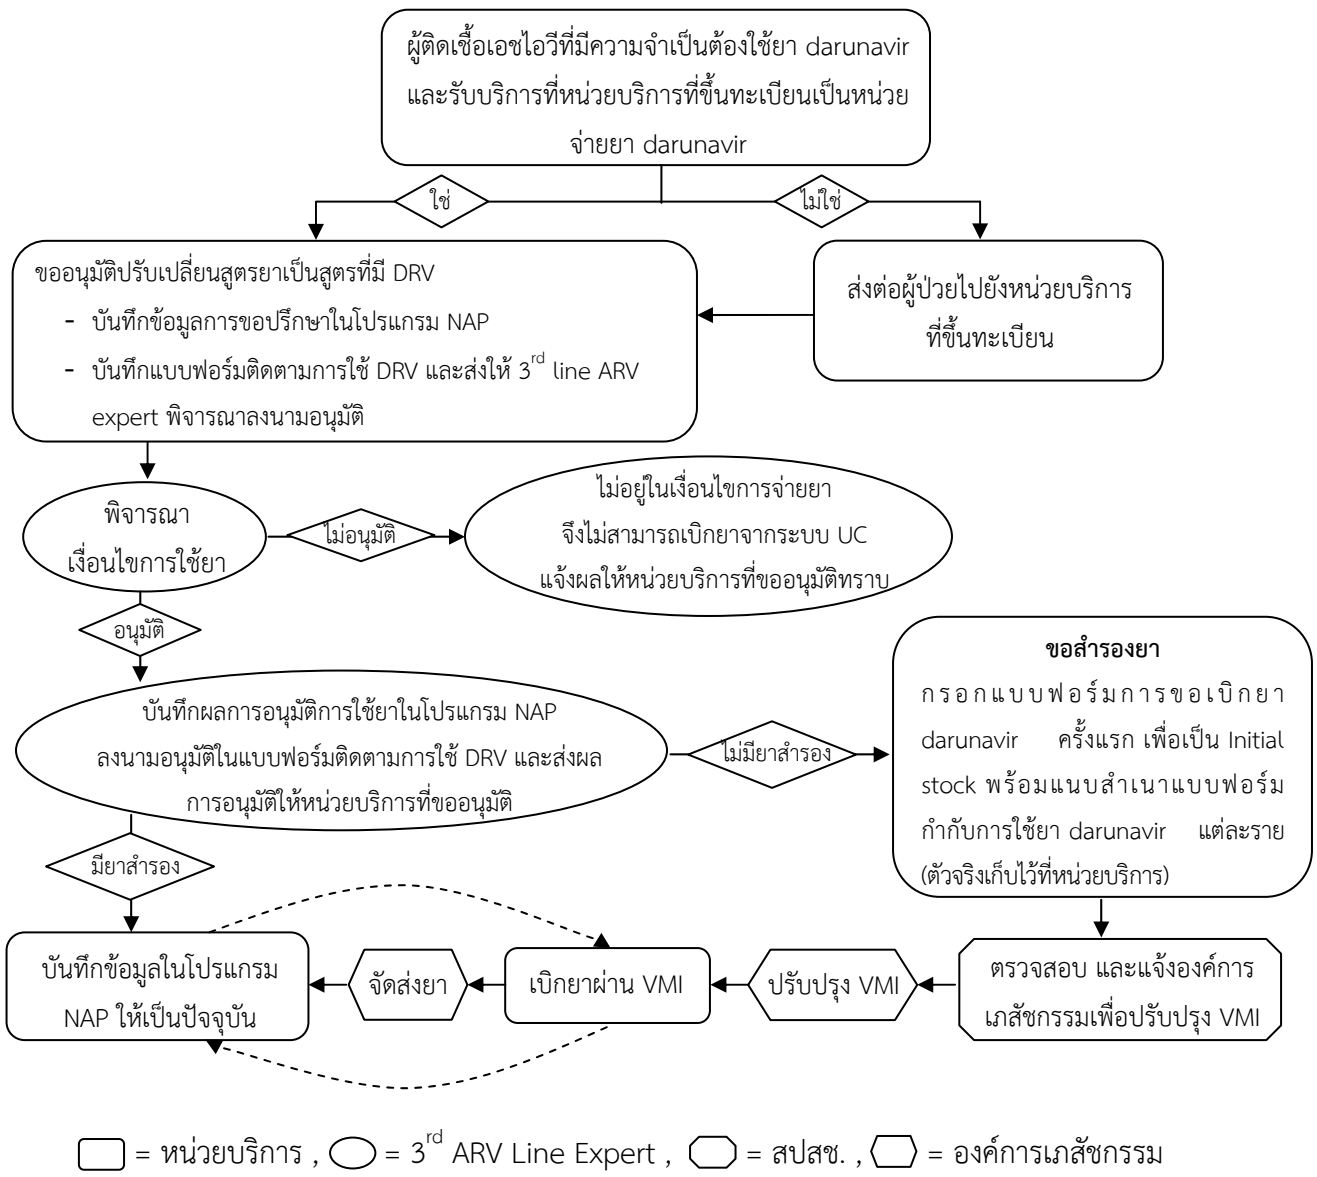 ผู้ติดเชื้อเอชไอวีที่มีความจำเป็นต้องใช้ยา darunavir
และรับบริการที่หน่วยบริการที่ขึ้นทะเบียนเป็นหน่วย
จ่ายยา darunavir
ใช่
ไม่ใช่
ขออนุมัติปรับเปลี่ยนสูตรยาเป็นสูตรที่มี DRV
- บันทึกข้อมูลการขอปรึกษาในโปรแกรม NAP
- บันทึกแบบฟอร์มติดตามการใช้ DRV และส่งให้ 3rd line ARV
expert พิจารณาลงนามอนุมัติ
ส่งต่อผู้ป่วยไปยังหน่วยบริการ
ที่ขึ้นทะเบียน
พิจารณา
เงื่อนไขการใช้ยา
ไม่อนุมัติ
ไม่อยู่ในเงื่อนไขการจ่ายยา
จึงไม่สามารถเบิกยาจากระบบ UC
แจ้งผลให้หน่วยบริการที่ขออนุมัติทราบ
อนุมัติ
บันทึกผลการอนุมัติการใช้ยาในโปรแกรม NAP
ลงนามอนุมัติในแบบฟอร์มติดตามการใช้ DRV และส่งผล
การอนุมัติให้หน่วยบริการที่ขออนุมัติ
ไม่มียาสำรอง
ขอสำรองยา
กรอกแบบฟอร์มการขอเบิกยา
darunavir ครั้งแรก เพื่อเป็น Initial
stock พร้อมแนบสำเนาแบบฟอร์ม
กำกับการใช้ยา darunavir แต่ละราย
(ตัวจริงเก็บไว้ที่หน่วยบริการ)
มียาสำรอง
บันทึกข้อมูลในโปรแกรม
NAP ให้เป็นปัจจุบัน
จัดส่งยา
เบิกยาผ่าน VMI
ปรับปรุง VMI
ตรวจสอบ และแจ้งองค์การ
เภสัชกรรมเพื่อปรับปรุง VMI
= หน่วยบริการ , = 3rd ARV Line Expert , = สปสช. , = องค์การเภสัชกรรม